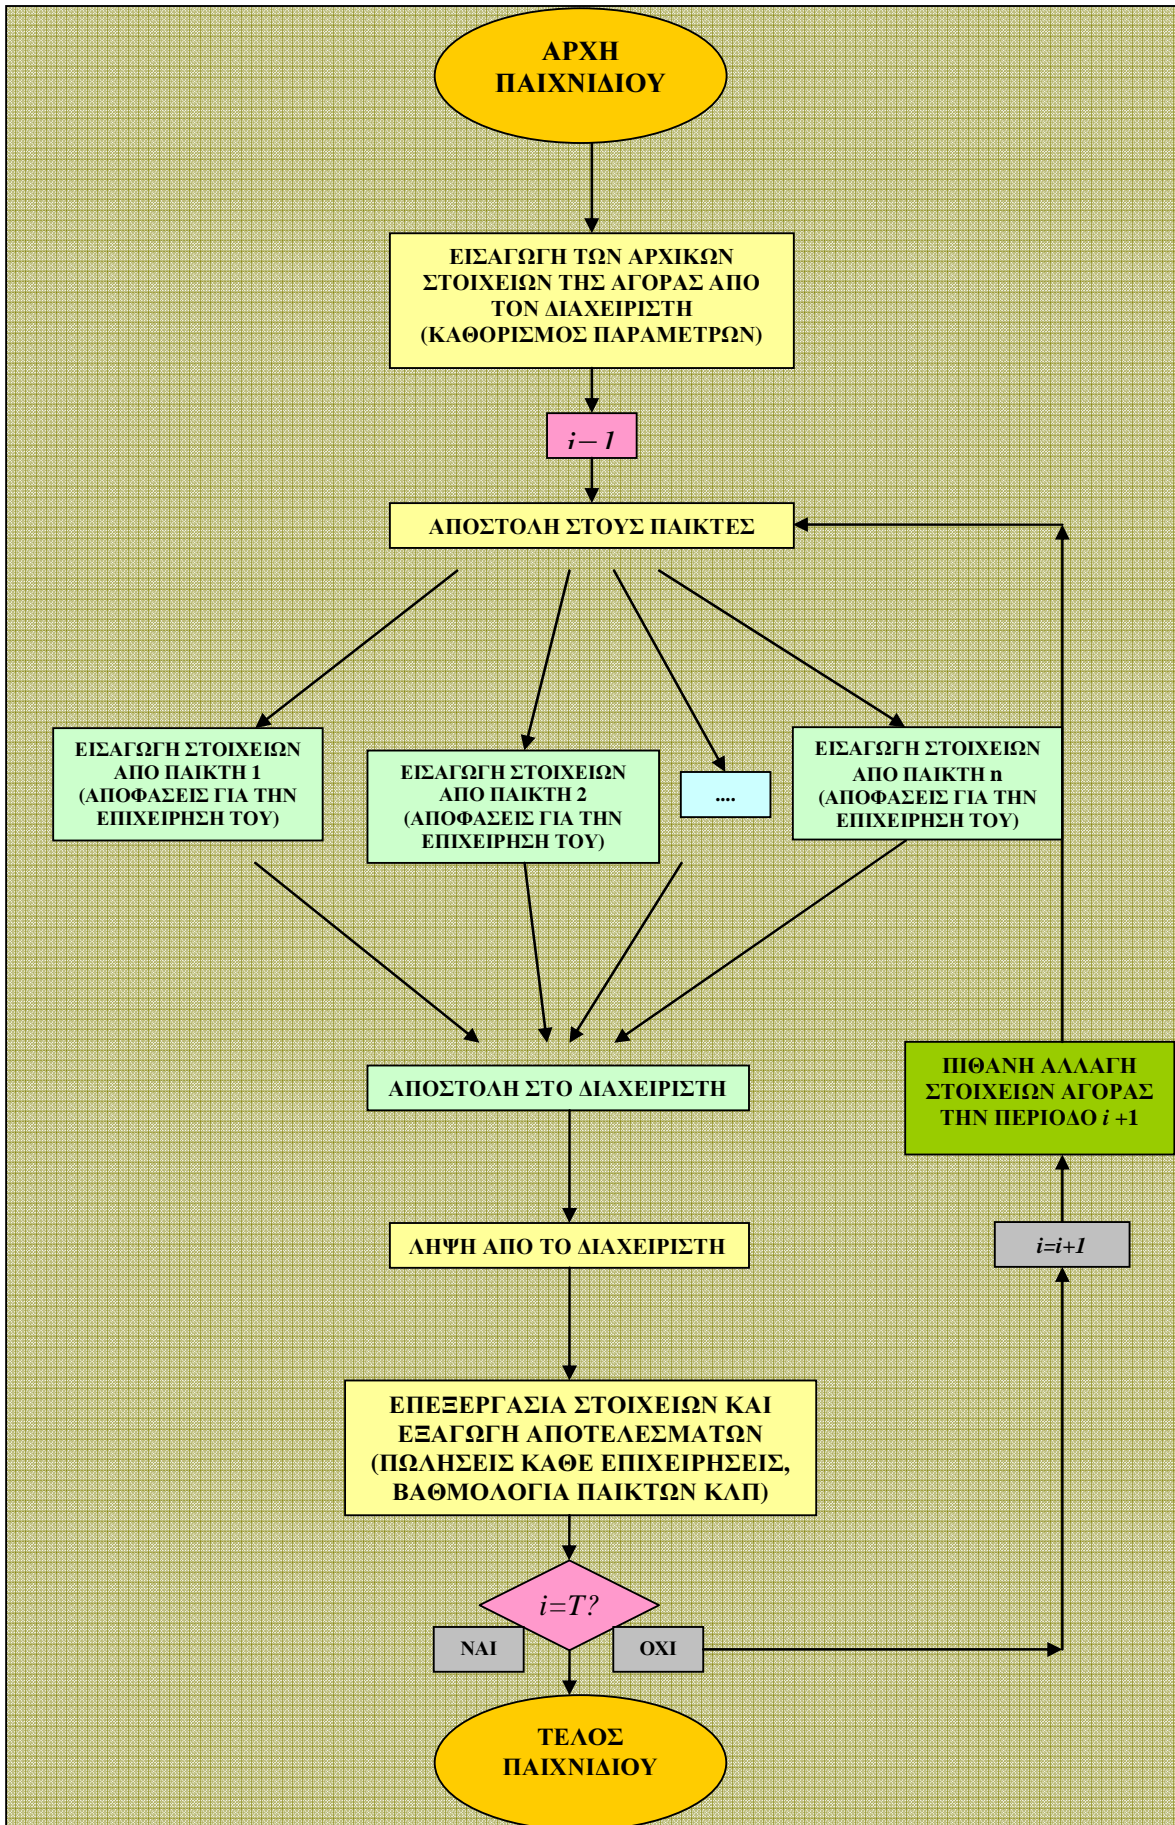 ΑΡΧΗ
ΠΑΙΧΝΙΔΙΟΥ
ΕΙΣΑΓΩΓΗ ΤΩΝ ΑΡΧΙΚΩΝ
ΣΤΟΙΧΕΙΩΝ ΤΗΣ ΑΓΟΡΑΣ ΑΠΟ
ΤΟΝ ΔΙΑΧΕΙΡΙΣΤΗ
(ΚΑΘΟΡΙΣΜΟΣ ΠΑΡΑΜΕΤΡΩΝ)
i – 1
ΑΠΟΣΤΟΛΗ ΣΤΟΥΣ ΠΑΙΚΤΕΣ
ΕΙΣΑΓΩΓΗ ΣΤΟΙΧΕΙΩΝ
ΑΠΟ ΠΑΙΚΤΗ 1
(ΑΠΟΦΑΣΕΙΣ ΓΙΑ ΤΗΝ
ΕΠΙΧΕΙΡΗΣΗ ΤΟΥ)
ΕΙΣΑΓΩΓΗ ΣΤΟΙΧΕΙΩΝ
ΑΠΟ ΠΑΙΚΤΗ 2
(ΑΠΟΦΑΣΕΙΣ ΓΙΑ ΤΗΝ
ΕΠΙΧΕΙΡΗΣΗ ΤΟΥ)
....
ΕΙΣΑΓΩΓΗ ΣΤΟΙΧΕΙΩΝ
ΑΠΟ ΠΑΙΚΤΗ n
(ΑΠΟΦΑΣΕΙΣ ΓΙΑ ΤΗΝ
ΕΠΙΧΕΙΡΗΣΗ ΤΟΥ)
ΑΠΟΣΤΟΛΗ ΣΤΟ ΔΙΑΧΕΙΡΙΣΤΗ
ΠΙΘΑΝΗ ΑΛΛΑΓΗ
ΣΤΟΙΧΕΙΩΝ ΑΓΟΡΑΣ
ΤΗΝ ΠΕΡΙΟΔΟ i +1
ΛΗΨΗ ΑΠΟ ΤΟ ΔΙΑΧΕΙΡΙΣΤΗ
i=i+1
ΕΠΕΞΕΡΓΑΣΙΑ ΣΤΟΙΧΕΙΩΝ ΚΑΙ
ΕΞΑΓΩΓΗ ΑΠΟΤΕΛΕΣΜΑΤΩΝ
(ΠΩΛΗΣΕΙΣ ΚΑΘΕ ΕΠΙΧΕΙΡΗΣΕΙΣ,
ΒΑΘΜΟΛΟΓΙΑ ΠΑΙΚΤΩΝ ΚΛΠ)
i=T?
ΝΑΙ
ΟΧΙ
ΤΕΛΟΣ
ΠΑΙΧΝΙΔΙΟΥ